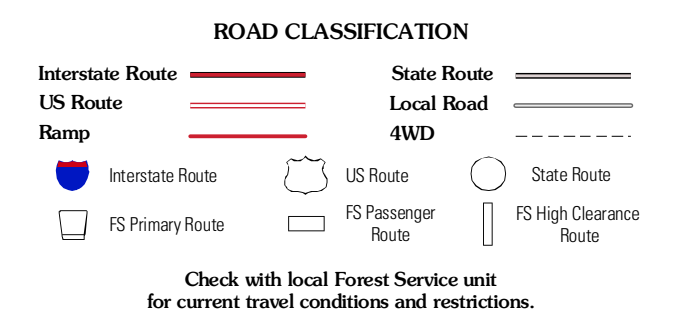 ROAD CLASSIFICATION
Interstate Route
State Route
US Route
Local Road
Ramp
4WD
Interstate Route
US Route
State Route
FS Primary Route
FS Passenger
Route
FS High Clearance
Route
Check with local Forest Service unit
for current travel conditions and restrictions.